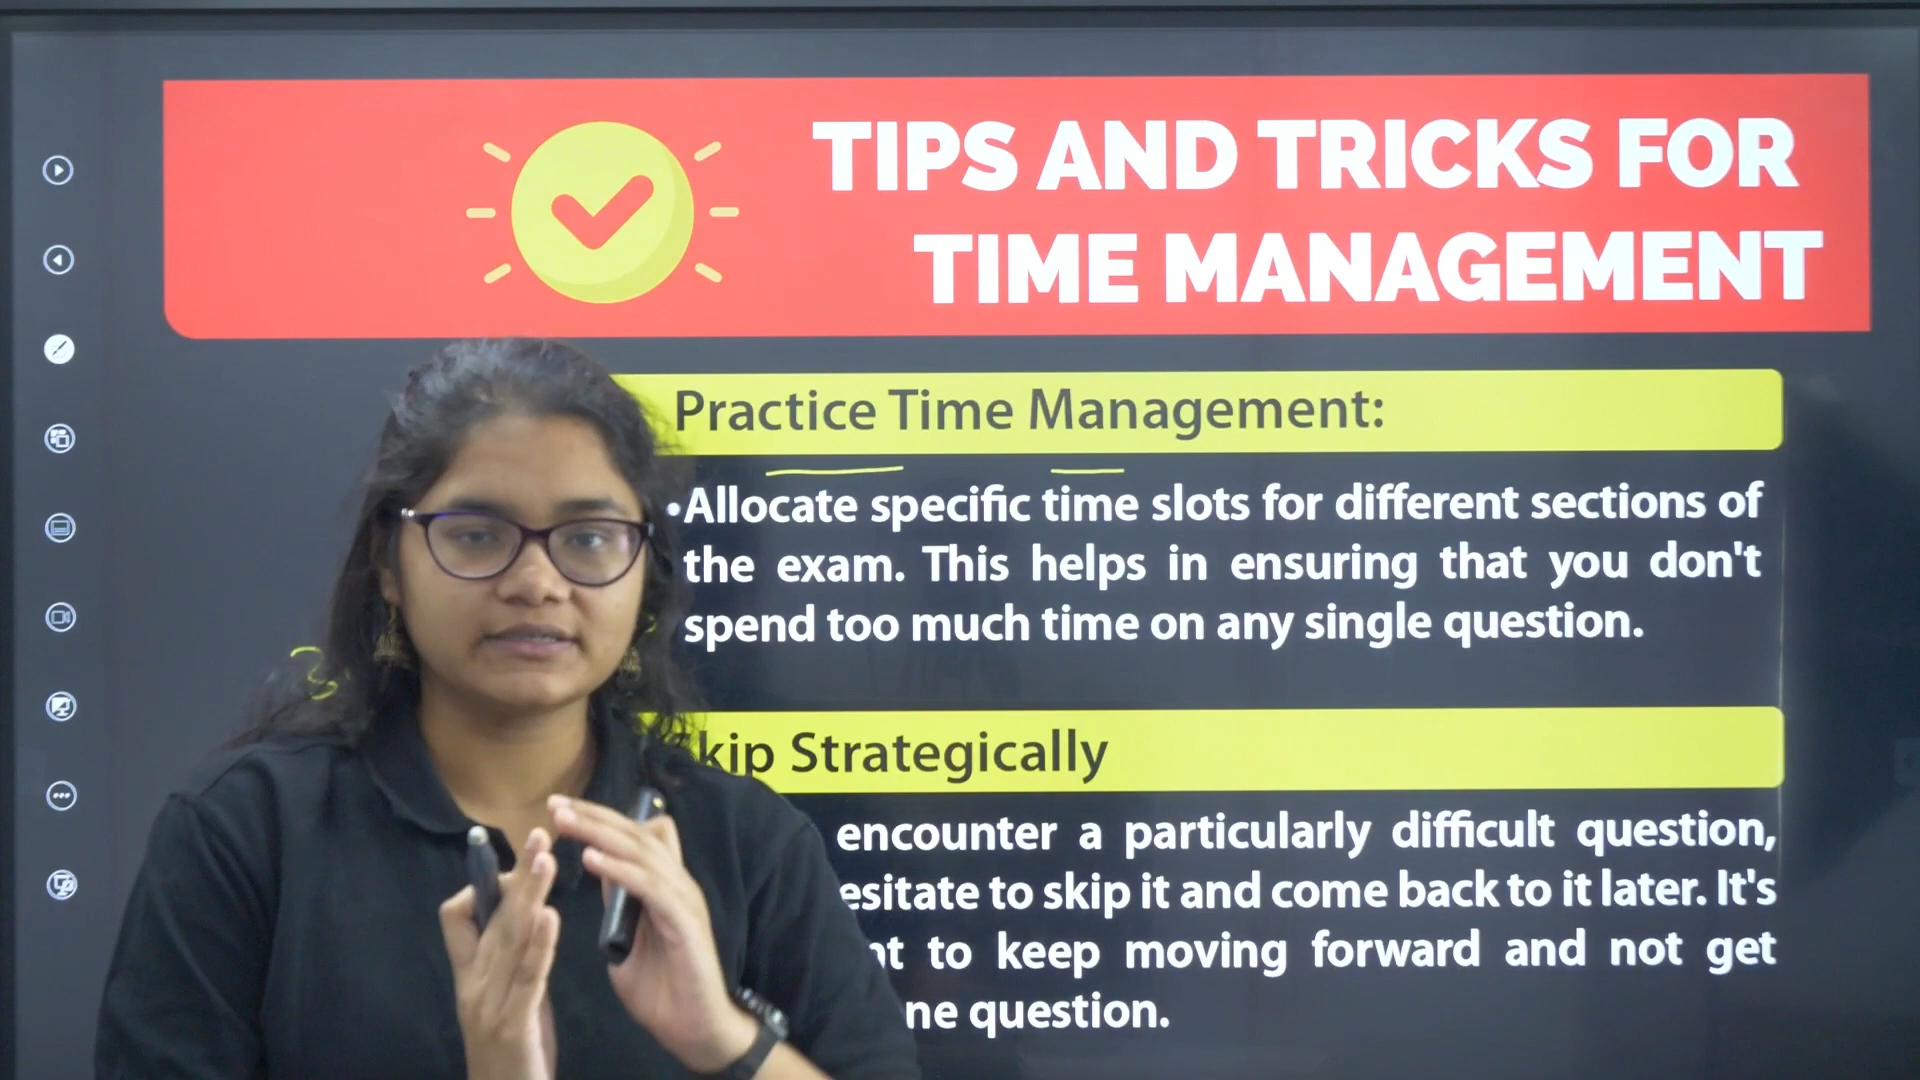 TIPS AND TRICKS FOR
TIME MANAGEMENT
Practice Time Management:
•Allocate specific time slots for different sections of
the exam. This helps in ensuring that you don't
spend too much time on any single question.
kip Strategically
encounter a particularly difficult question,
esitate to skip it and come back to it later. It's
nt to keep moving forward and not get
ne question.